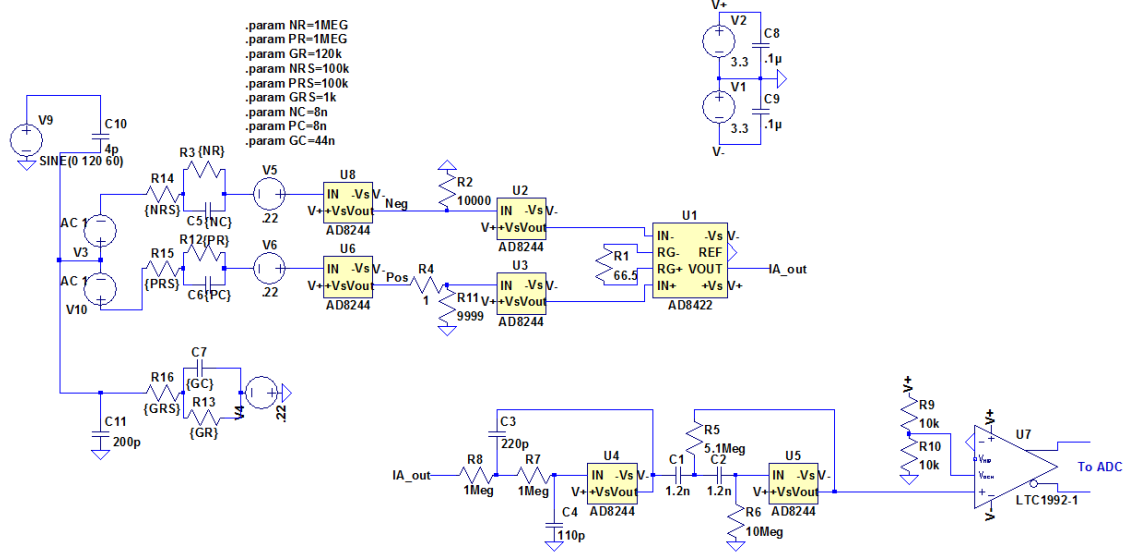 .param NR=1MEG
.param PR=1MEG
.param GR=120k
.param NRS=100k
.param PRS=100k
.param GRS=1k
.param NC=8n
.param PC=8n
.param GC=44n
V+
V2
3.3
C8
.1µ
V1
3.3
C9
.1µ
V-
V9
SINE(0 120 60)
C10
4p
R3
{NR}
R14
{NRS}
C5
{NC}
V5
.22
U8
IN -Vs
V-
V+
+VsVout
AD8244
Neg
R2
10000
U2
IN -Vs
V-
V+
+VsVout
AD8244
AC 1
V3
AC 1
V10
R12
{PR}
R15
{PRS}
C6
{PC}
V6
.22
U6
IN -Vs
V-
V+
+VsVout
AD8244
Pos
R4
1
R11
9999
U3
IN -Vs
V-
V+
+VsVout
AD8244
R1
66.5
U1
IN- -Vs
V-
RG- REF
RG+ VOUT
IN+ +Vs
V+
AD8422
IA_out
C7
{GC}
R16
{GRS}
R13
{GR}
V4
.22
C11
200p
IA_out
R8
1Meg
R7
1Meg
C3
220p
C4
110p
U4
IN -Vs
V-
V+
+VsVout
AD8244
C1
1.2n
R5
5.1Meg
C2
1.2n
R6
10Meg
U5
IN -Vs
V-
V+
+VsVout
AD8244
V+
R9
10k
R10
10k
V+
U7
V-
LTC1992-1
To ADC